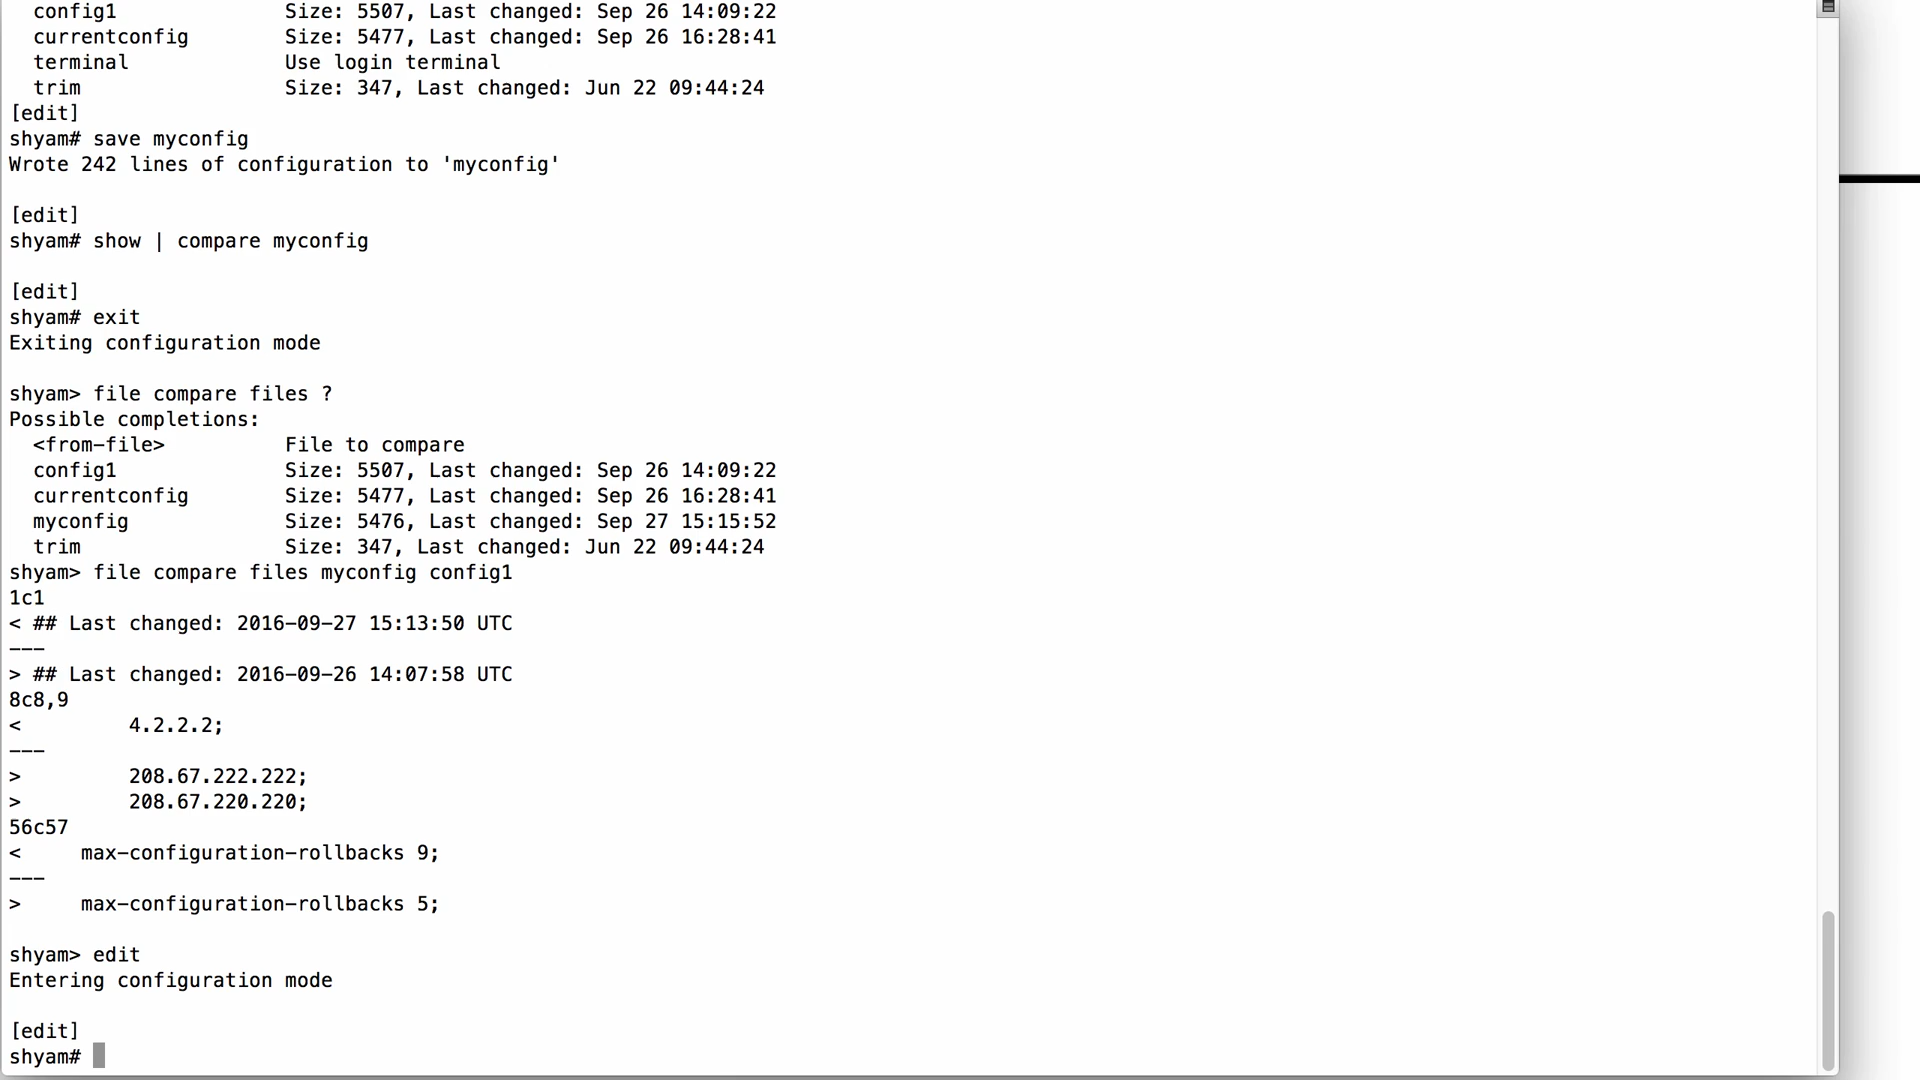 config1              Size: 5507, Last changed: Sep 26 14:09:22
currentconfig        Size: 5477, Last changed: Sep 26 16:28:41
terminal             Use login terminal
trim                 Size: 347, Last changed: Jun 22 09:44:24
[edit]
shyam# save myconfig
Wrote 242 lines of configuration to 'myconfig'
[edit]
shyam# show | compare myconfig
[edit]
shyam# exit
Exiting configuration mode
shyam> file compare files ?
Possible completions:
<from-file>          File to compare
config1              Size: 5507, Last changed: Sep 26 14:09:22
currentconfig        Size: 5477, Last changed: Sep 26 16:28:41
myconfig             Size: 5476, Last changed: Sep 27 15:15:52
trim                 Size: 347, Last changed: Jun 22 09:44:24
shyam> file compare files myconfig config1
1c1
< ## Last changed: 2016-09-27 15:13:50 UTC
---
> ## Last changed: 2016-09-26 14:07:58 UTC
8c8,9
<         4.2.2.2;
---
>         208.67.222.222;
>         208.67.220.220;
56c57
<     max-configuration-rollbacks 9;
---
>     max-configuration-rollbacks 5;
shyam> edit
Entering configuration mode
[edit]
shyam#